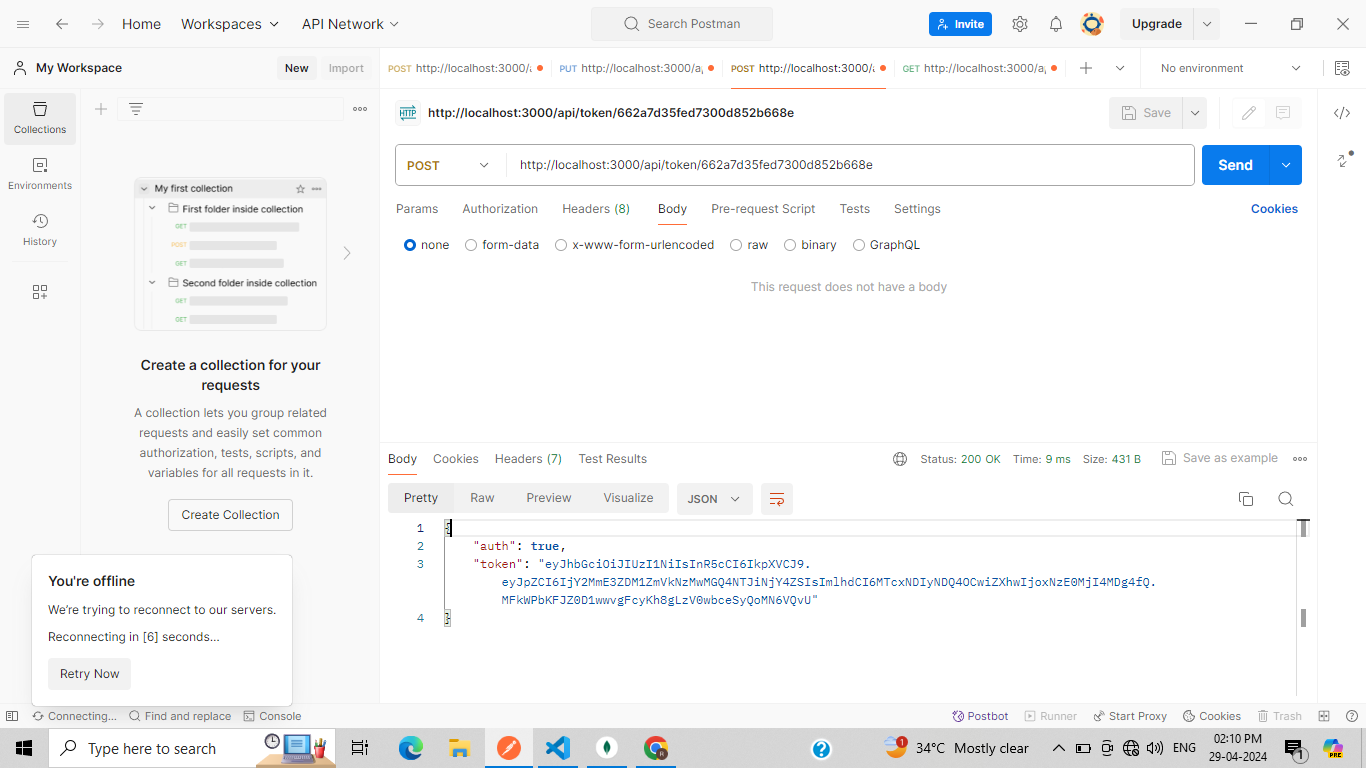 Home Workspaces API Network Search Postman Invite Upgrade
My Workspace New Import
POST http://localhost:3000/a PUT http://localhost:3000/a POST http://localhost:3000/a GET http://localhost:3000/a No environment
Collections
Environments
History
My first collection
First folder inside collection
GET
POST
GET
Second folder inside collection
GET
GET
Create a collection for your
requests
A collection lets you group related
requests and easily set common
authorization, tests, scripts, and
variables for all requests in it.
Create Collection
You're offline
We're trying to reconnect to our servers.
Reconnecting in [6] seconds...
Retry Now
HTTP http://localhost:3000/api/token/662a7d35fed7300d852b668e Save
POST http://localhost:3000/api/token/662a7d35fed7300d852b668e Send
Params Authorization Headers (8) Body Pre-request Script Tests Settings Cookies
none form-data x-www-form-urlencoded raw binary GraphQL
This request does not have a body
Body Cookies Headers (7) Test Results Status: 200 OK Time: 9 ms Size: 431 B Save as example
Pretty Raw Preview Visualize JSON
1 {
2 "auth": true,
3 "token": "eyJhbGciOiJIUzI1NiIsInR5cCI6IkpXVCJ9.
eyJpZCI6IjY2MmE3ZDM1ZmVkNzMwMGQ4NTJiNjY4ZSIsImlhdCI6MTcxNDIyNDQ4OCwiZXhwIjoxNzE0MjI4MDg4fQ.
MFkWPbKFJZ0D1wwvgFcyKh8gLzV0wbceSyQoMN6VQvU"
4 }
Connecting... Find and replace Console Postbot Runner Start Proxy Cookies Trash
Type here to search 34°C Mostly clear ENG 02:10 PM
29-04-2024
1
PRE